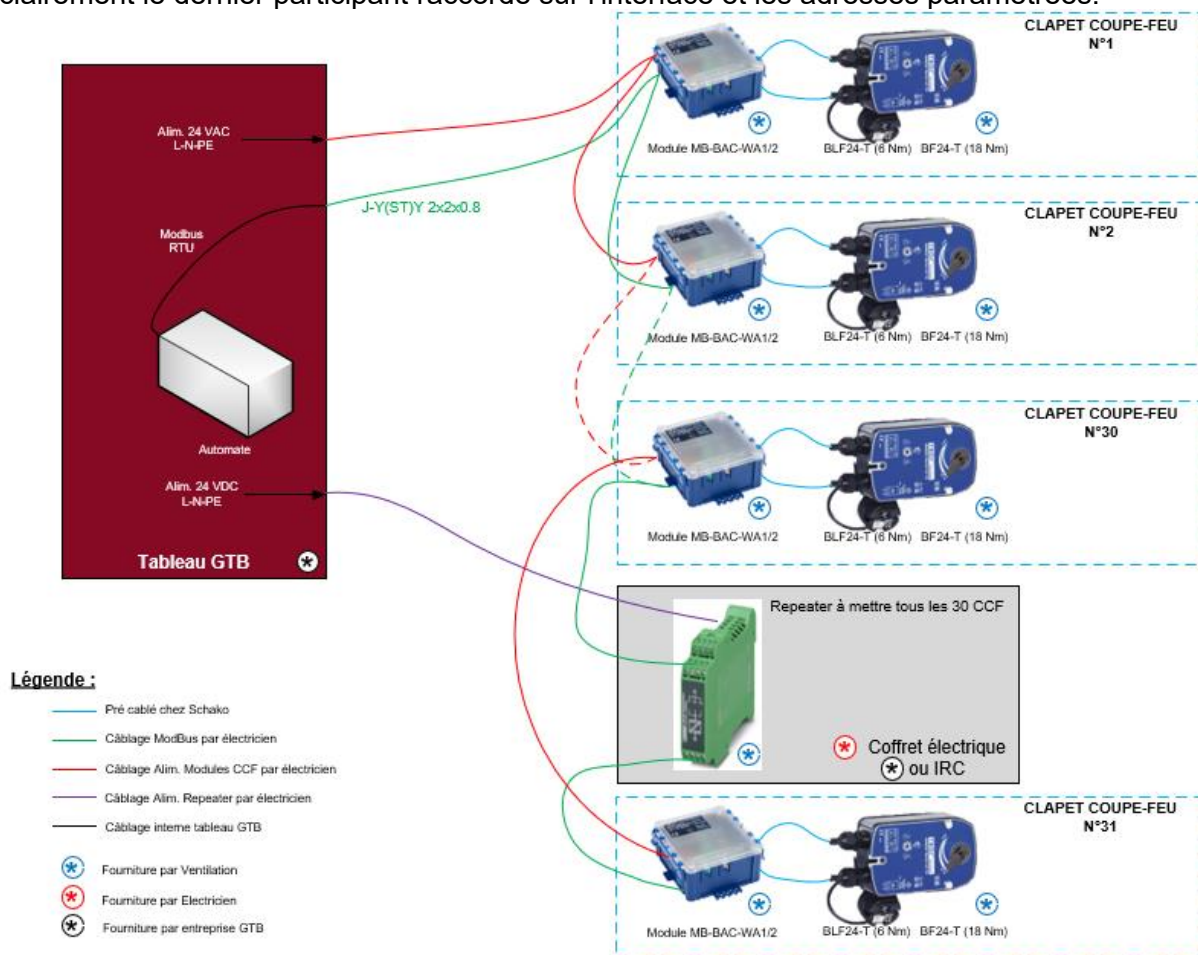 clairement le dernier participant raccordé sur l'interface et les adresses paramétrées.
CLAPET COUPE-FEU
N°1
Alim. 24 VAC
L-N-PE
Module MB-BAC-WA1/2
BLF24-T (6 Nm) BF24-T (18 Nm)
J-Y(ST)Y 2x2x0.8
CLAPET COUPE-FEU
N°2
Modbus
RTU
Module MB-BAC-WA1/2
BLF24-T (6 Nm) BF24-T (18 Nm)
CLAPET COUPE-FEU
N°30
Automate
Alim. 24 VDC
L-N-PE
Module MB-BAC-WA1/2
BLF24-T (6 Nm) BF24-T (18 Nm)
Tableau GTB
Repeater à mettre tous les 30 CCF
Coffret électrique
ou IRC
Légende :
Pré cablé chez Schako
Câblage ModBus par électricien
Câblage Alim. Modules CCF par électricien
Câblage Alim. Repeater par électricien
Câblage interne tableau GTB
Fourniture par Ventilation
Fourniture par Electricien
Fourniture par entreprise GTB
CLAPET COUPE-FEU
N°31
Module MB-BAC-WA1/2
BLF24-T (6 Nm) BF24-T (18 Nm)